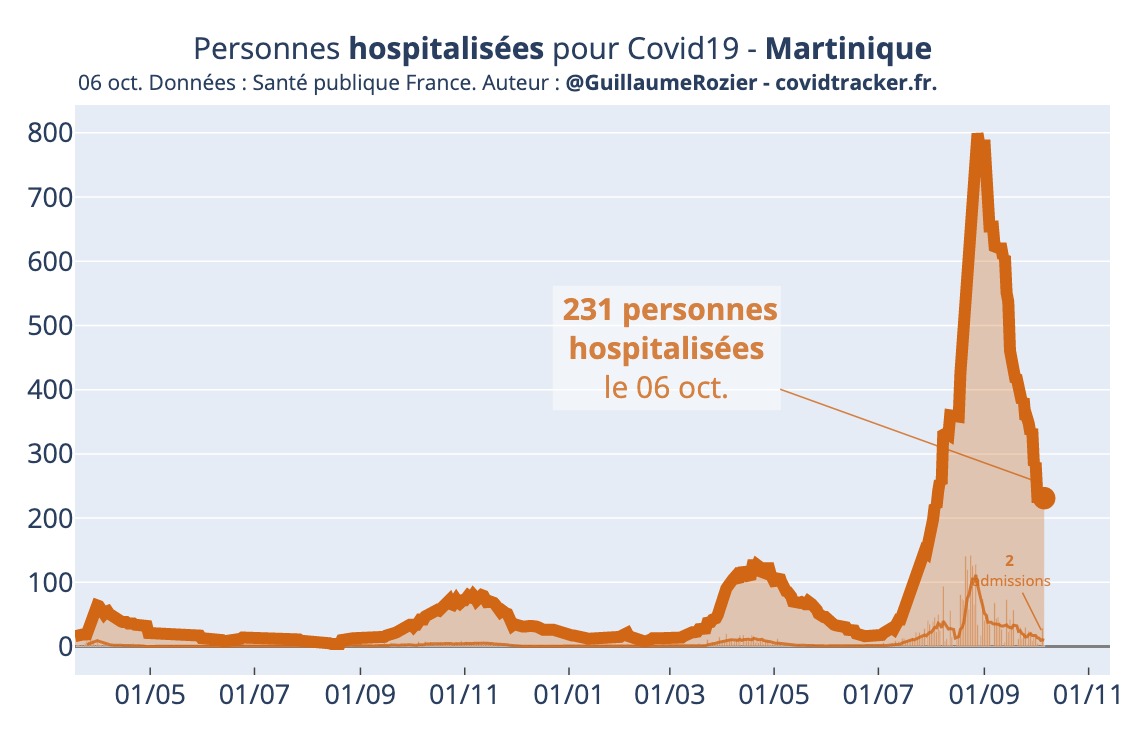 Personnes hospitalisées pour Covid19 - Martinique
06 oct. Données : Santé publique France. Auteur : @GuillaumeRozier - covidtracker.fr.
800
700
600
500
400
300
200
100
0
231 personnes
hospitalisées
le 06 oct.
2
admissions
01/05 01/07 01/09 01/11 01/01 01/03 01/05 01/07 01/09 01/11